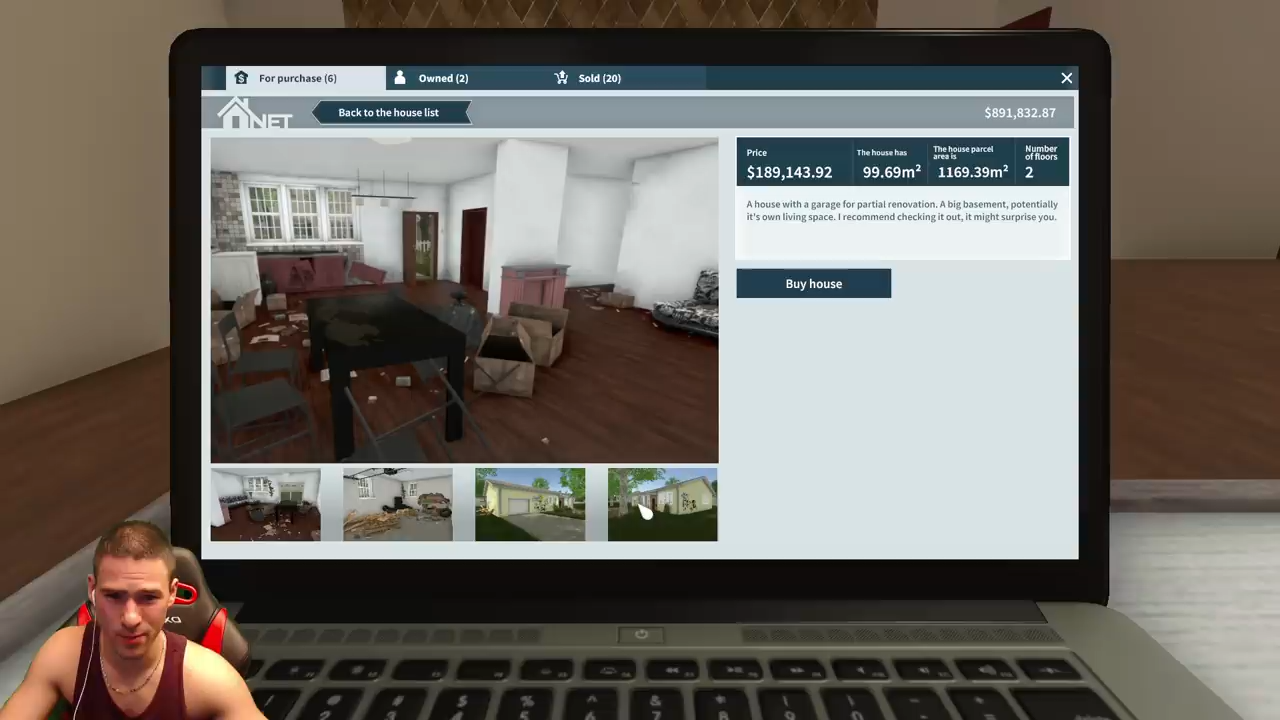 For purchase (6)
Owned (2)
Sold (20)
NET
Back to the house list
$891,832.87
Price
$189,143.92
The house has
99.69m²
The house parcel
area is
1169.39m²
Number
of floors
2
A house with a garage for partial renovation. A big basement, potentially
it's own living space. I recommend checking it out, it might surprise you.
Buy house